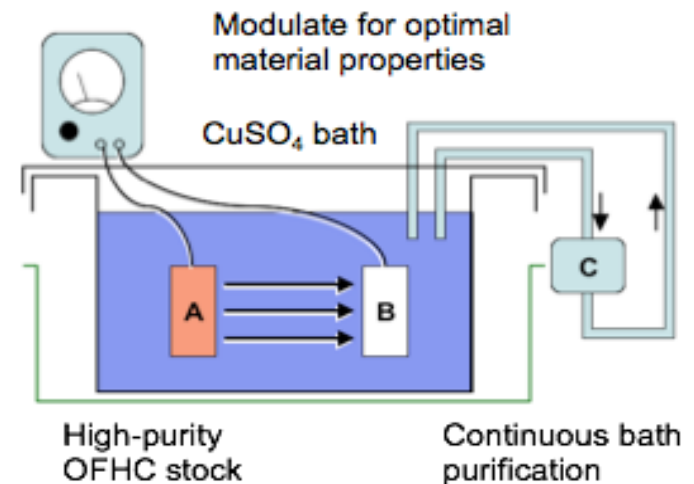 Modulate for optimal
material properties
CuSO₄ bath
A
B
C
High-purity
OFHC stock
Continuous bath
purification